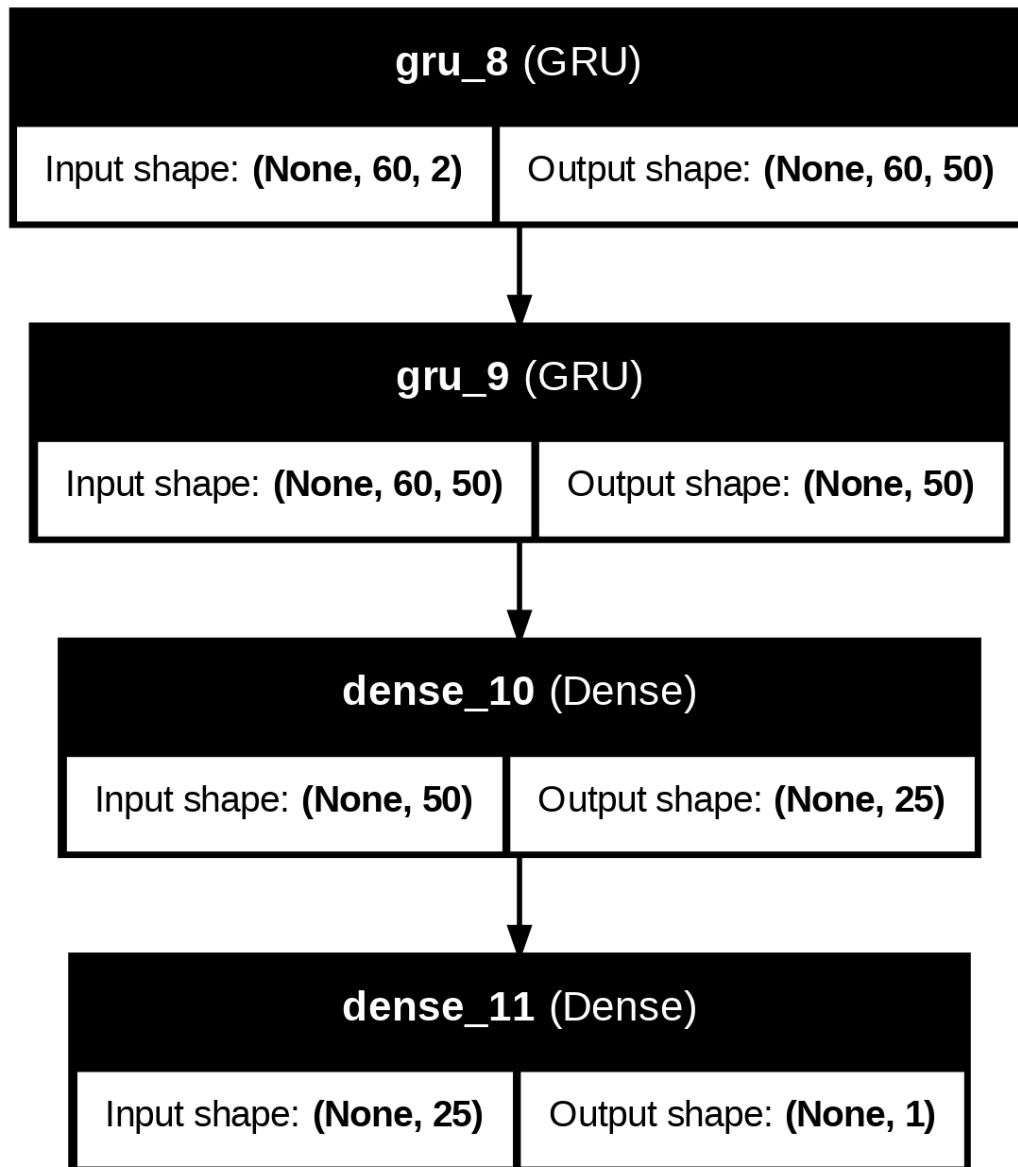 gru_8 (GRU)
Input shape: (None, 60, 2) Output shape: (None, 60, 50)
gru_9 (GRU)
Input shape: (None, 60, 50) Output shape: (None, 50)
dense_10 (Dense)
Input shape: (None, 50) Output shape: (None, 25)
dense_11 (Dense)
Input shape: (None, 25) Output shape: (None, 1)